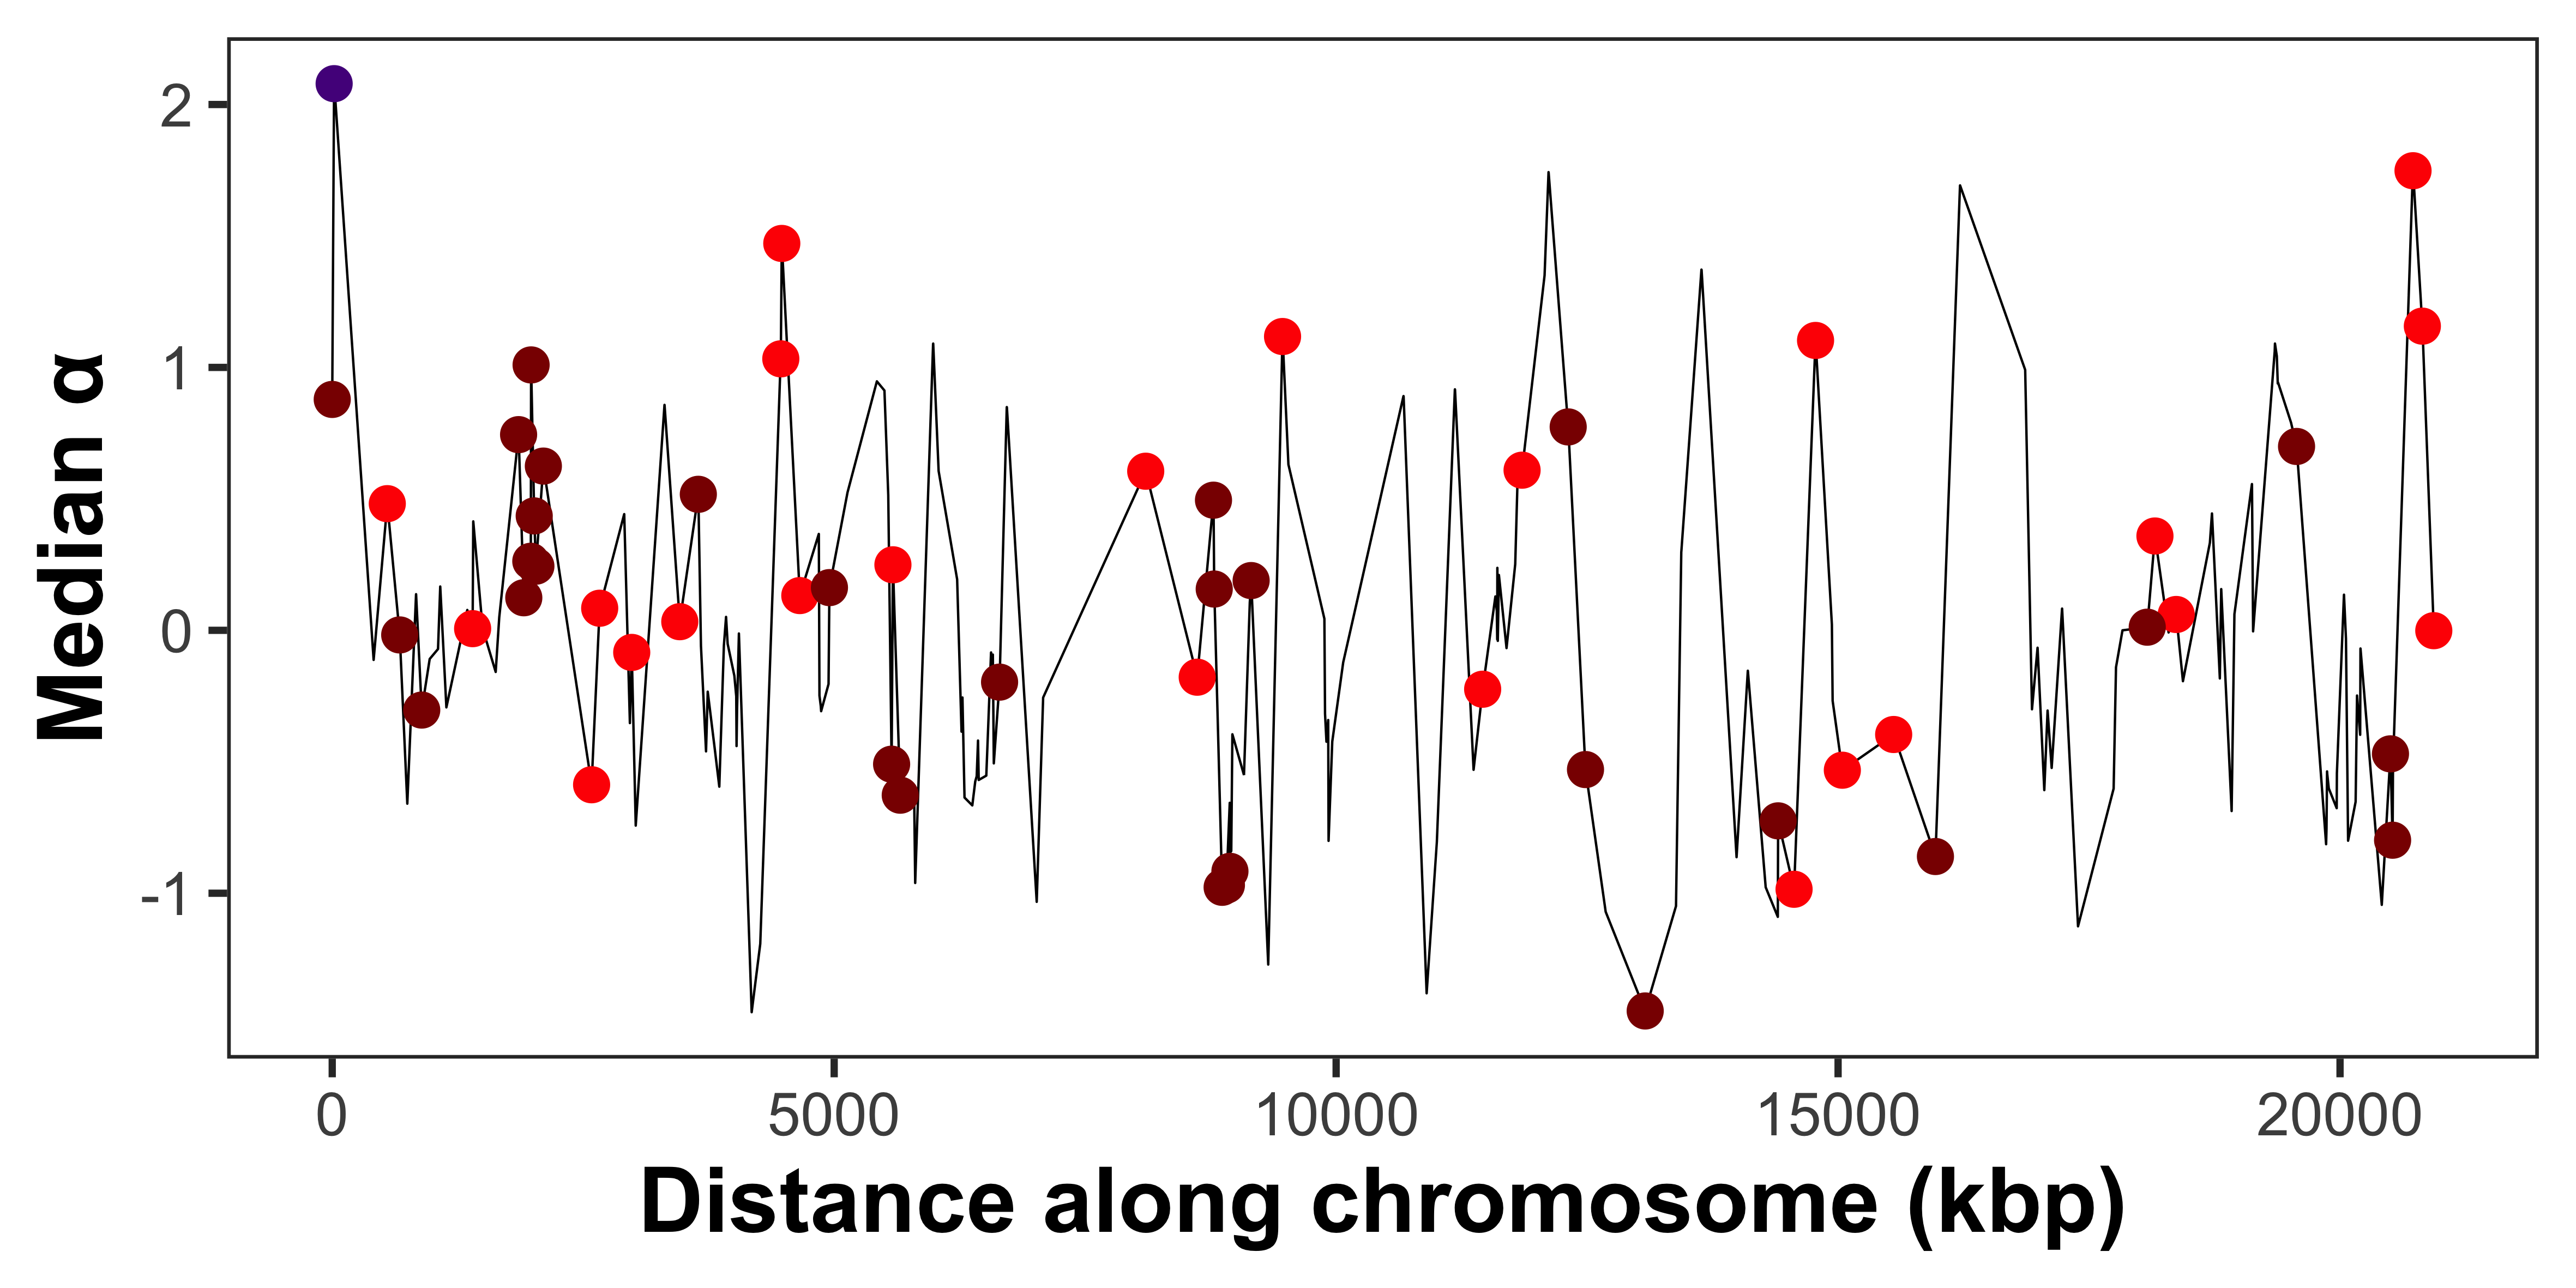 Median α
2
1
0
-1
0 5000 10000 15000 20000
Distance along chromosome (kbp)